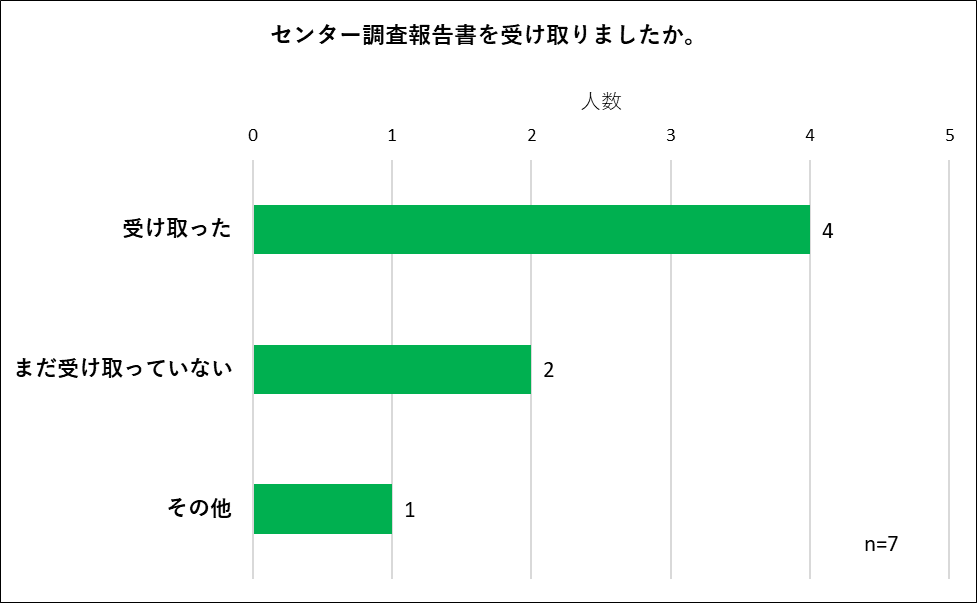 センター調査報告書を受け取りましたか。
人数
0 1 2 3 4 5
受け取った 4
まだ受け取っていない 2
その他 1
n=7